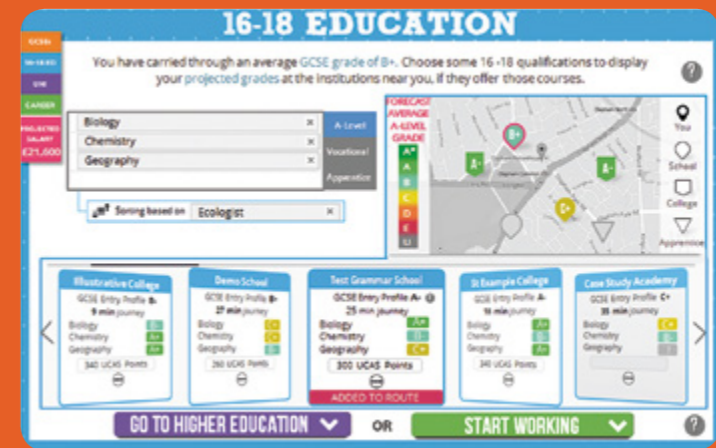 16-18 EDUCATION
You have carried through an average GCSE grade of B+. Choose some 16 -18 qualifications to display
your projected grades at the institutions near you, if they offer those courses.
?
GCSEs
16-18 ED
UNI
CAREER
PROJECTED
SALARY
£21,600
Biology ×
Chemistry ×
Geography ×
A-Level
Vocational
Apprentice
Sorting based on Ecologist ×
FORECAST
AVERAGE
A-LEVEL
GRADE
A*
A
B
C
D
E
U
B+
A-
A-
C+
You
School
College
Apprentice
Illustrative College
GCSE Entry Profile B-
9 min journey
Biology B-
Chemistry A+
Geography A+
340 UCAS Points
Demo School
GCSE Entry Profile B-
27 min journey
Biology C+
Chemistry C+
Geography B-
260 UCAS Points
Test Grammar School
GCSE Entry Profile A-
25 min journey
Biology A+
Chemistry B-
Geography C+
300 UCAS Points
ADDED TO ROUTE
St Example College
GCSE Entry Profile A-
16 min journey
Biology A+
Chemistry B-
Geography A+
340 UCAS Points
Case Study Academy
GCSE Entry Profile C+
35 min journey
Biology C+
Chemistry B-
Geography
GO TO HIGHER EDUCATION
OR
START WORKING
?